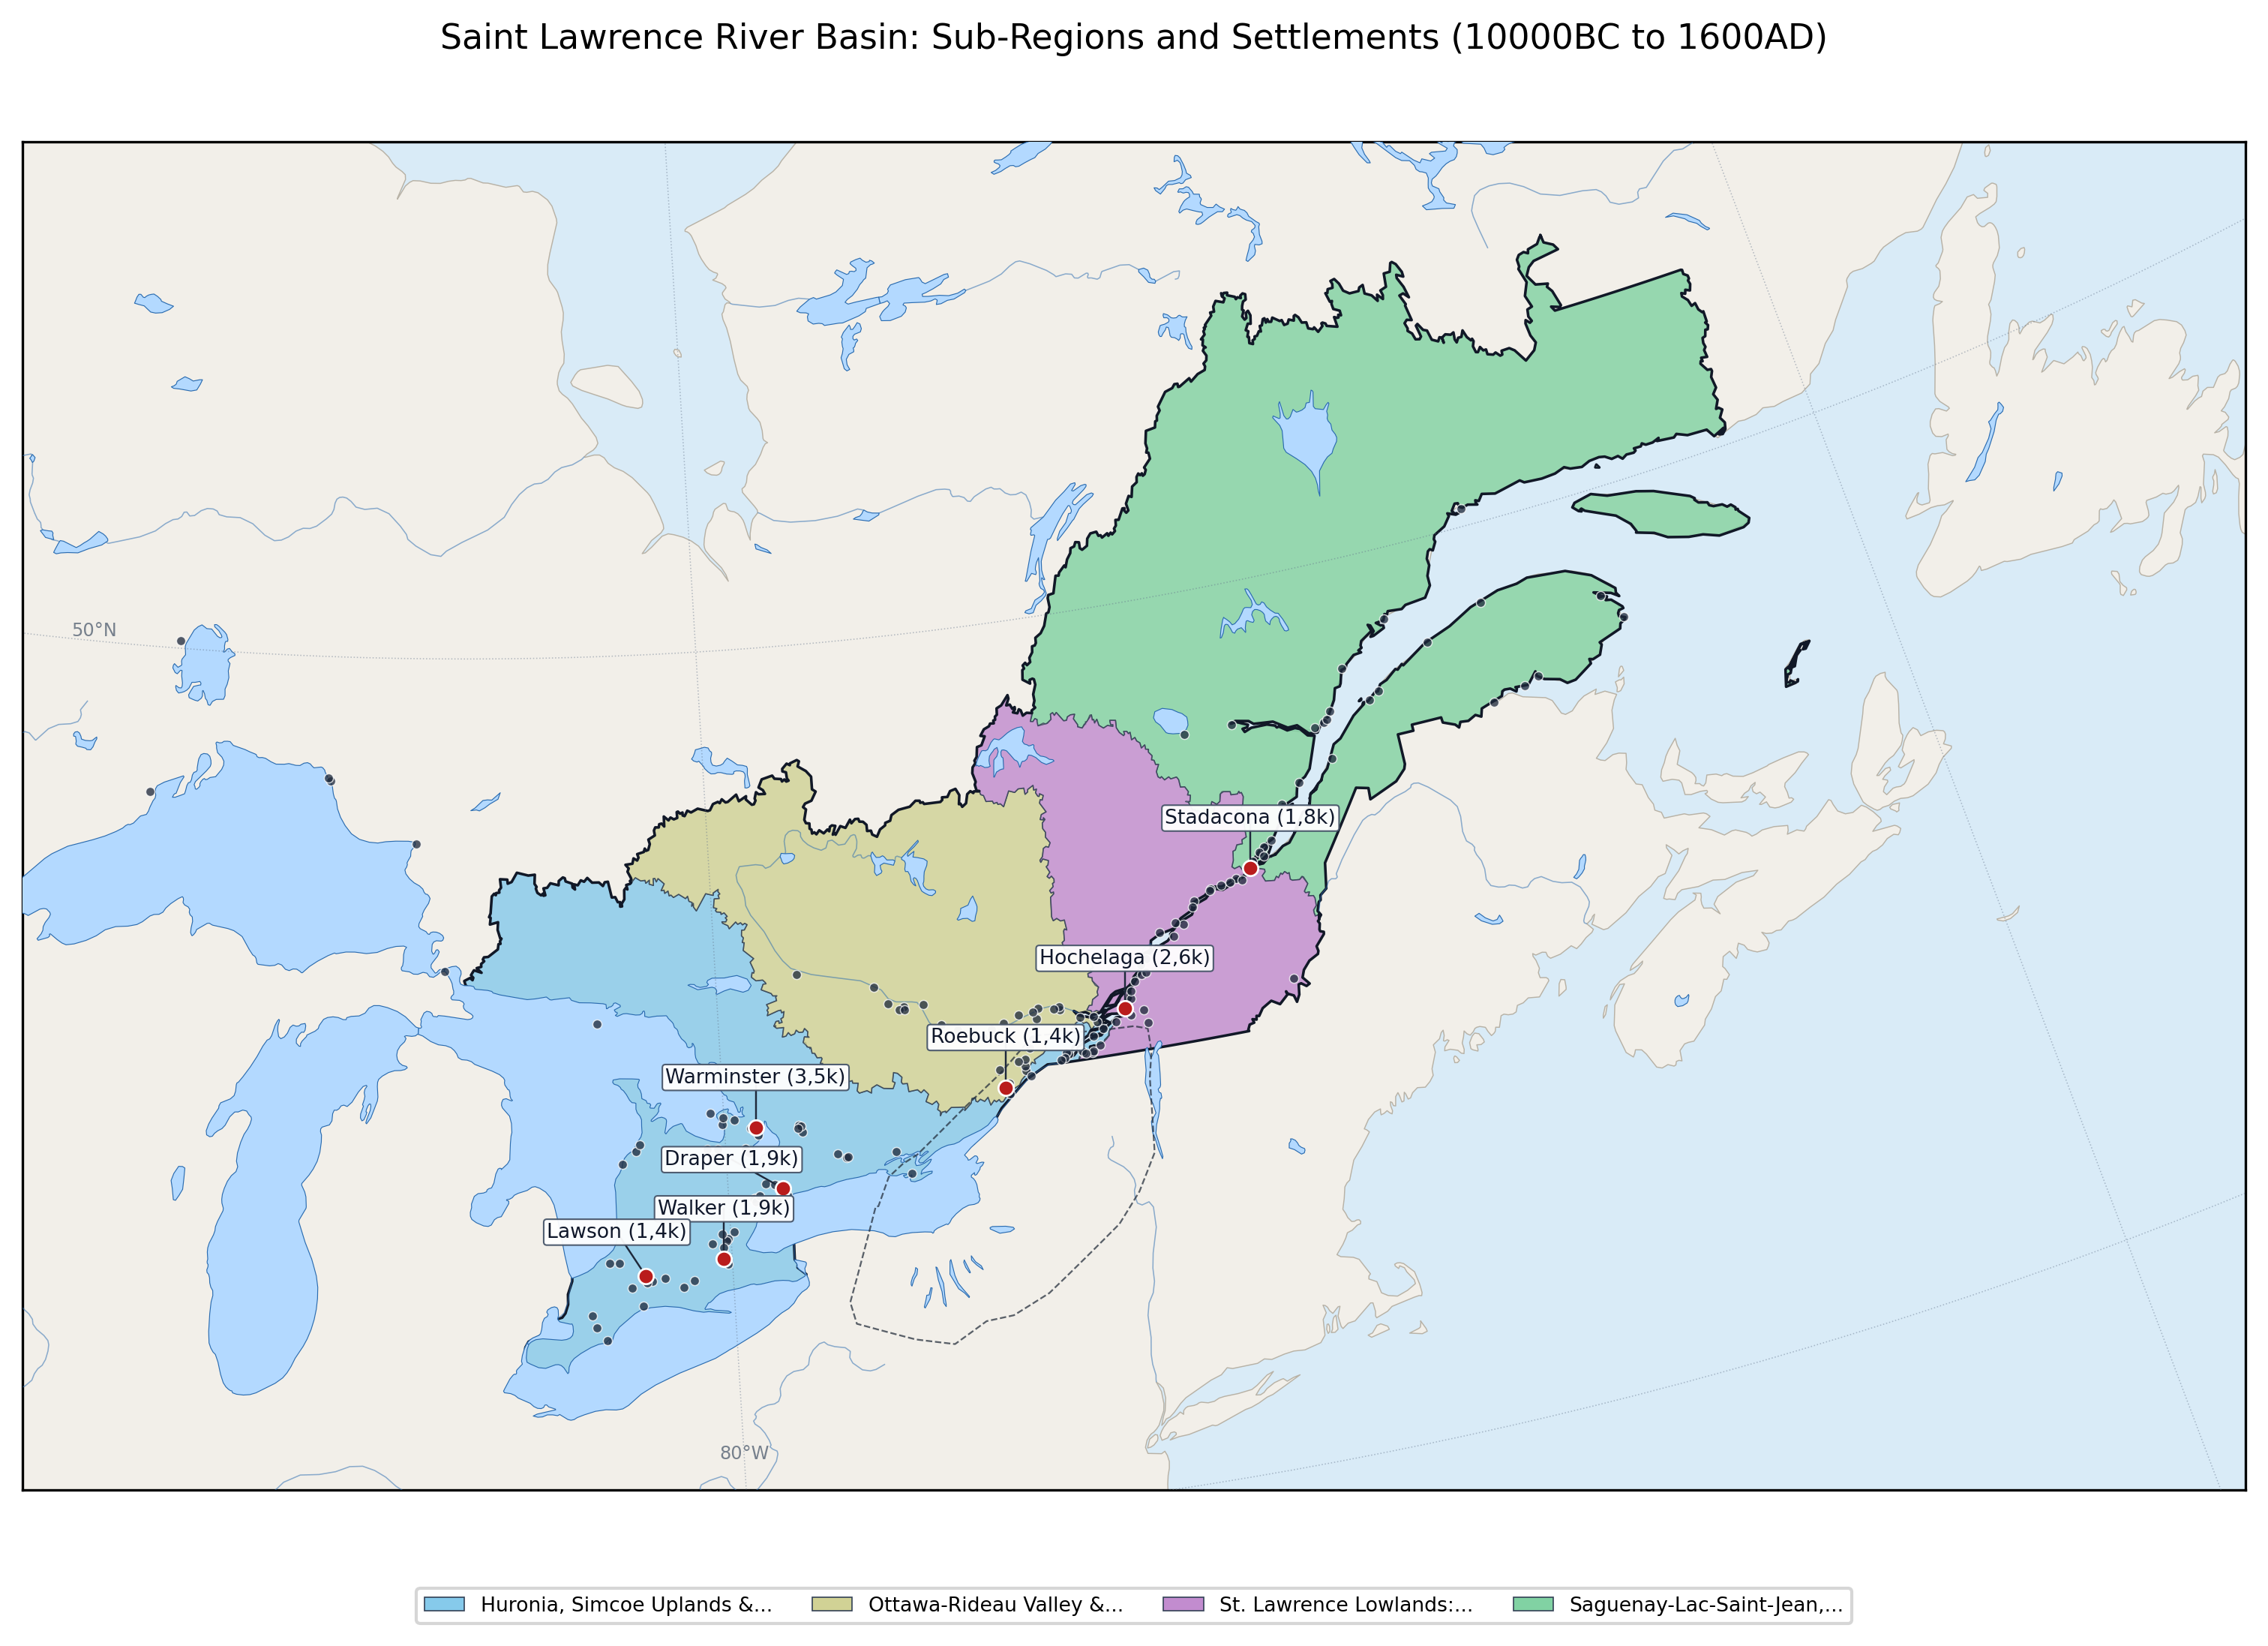 Saint Lawrence River Basin: Sub-Regions and Settlements (10000BC to 1600AD)
50°N
Stadacona (1,8k)
Hochelaga (2,6k)
Roebuck (1,4k)
Warminster (3,5k)
Draper (1,9k)
Walker (1,9k)
Lawson (1,4k)
80°W
Huronia, Simcoe Uplands &...
Ottawa-Rideau Valley &...
St. Lawrence Lowlands:...
Saguenay-Lac-Saint-Jean,...